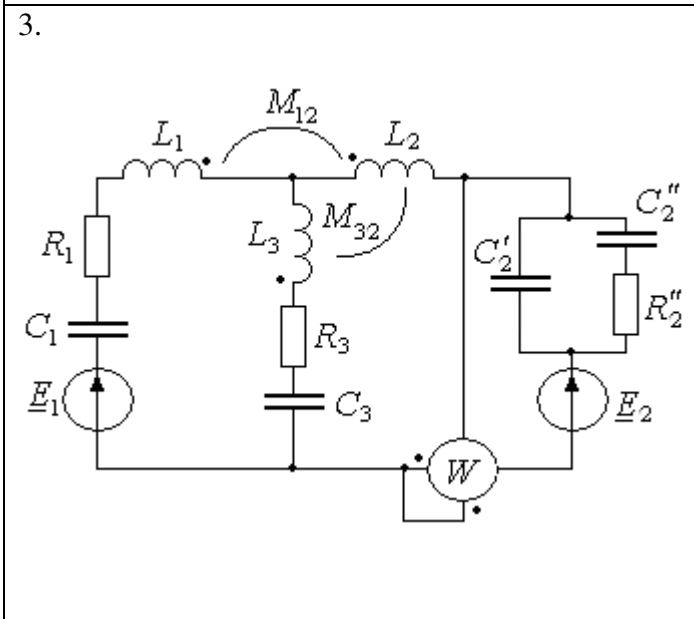 3.
M₁₂
L₁
L₂
C₂″
R₁
L₃
M₃₂
C₂′
R₂″
C₁
R₃
E₁
C₃
E₂
W